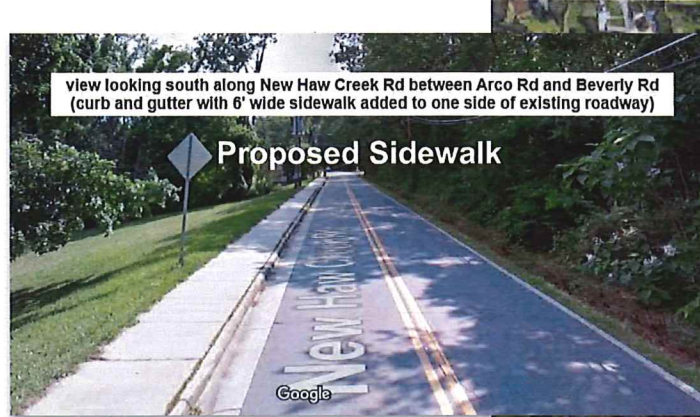 view looking south along New Haw Creek Rd between Arco Rd and Beverly Rd
(curb and gutter with 6' wide sidewalk added to one side of existing roadway)
Proposed Sidewalk
New Haw
Google